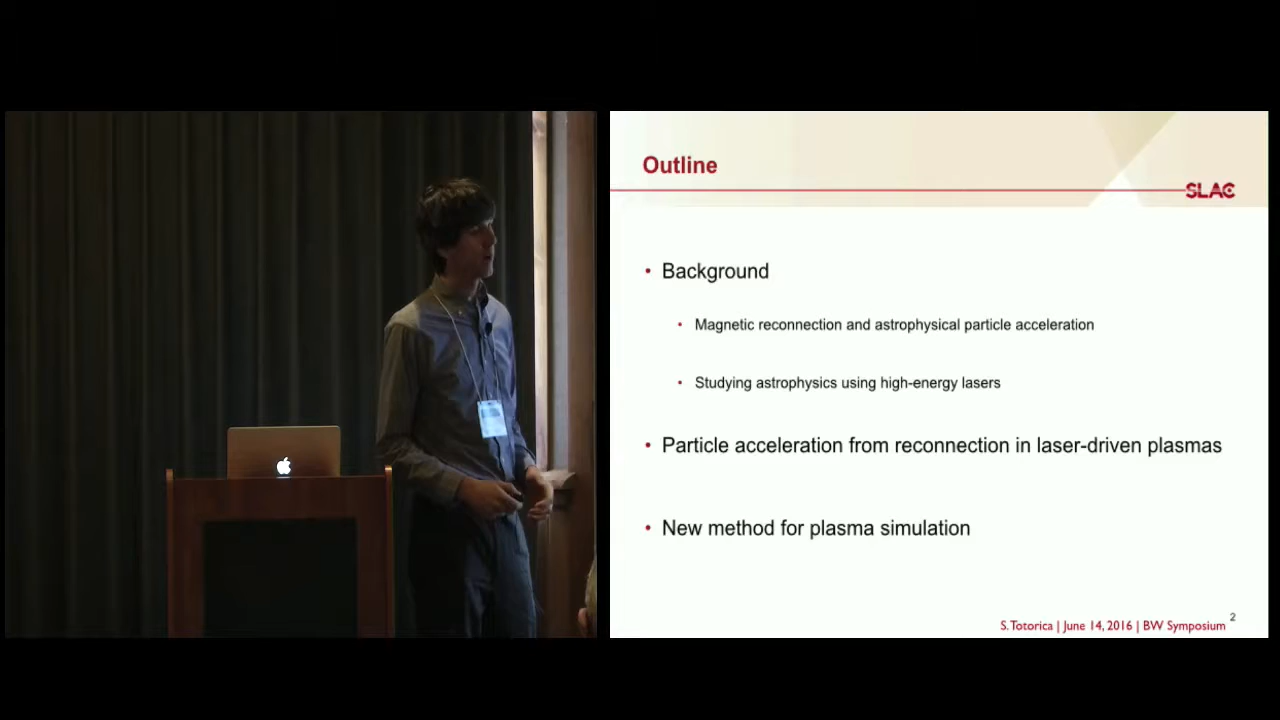 Outline
SLAC
• Background
• Magnetic reconnection and astrophysical particle acceleration
• Studying astrophysics using high-energy lasers
• Particle acceleration from reconnection in laser-driven plasmas
• New method for plasma simulation
S. Totorica | June 14, 2016 | BW Symposium
2